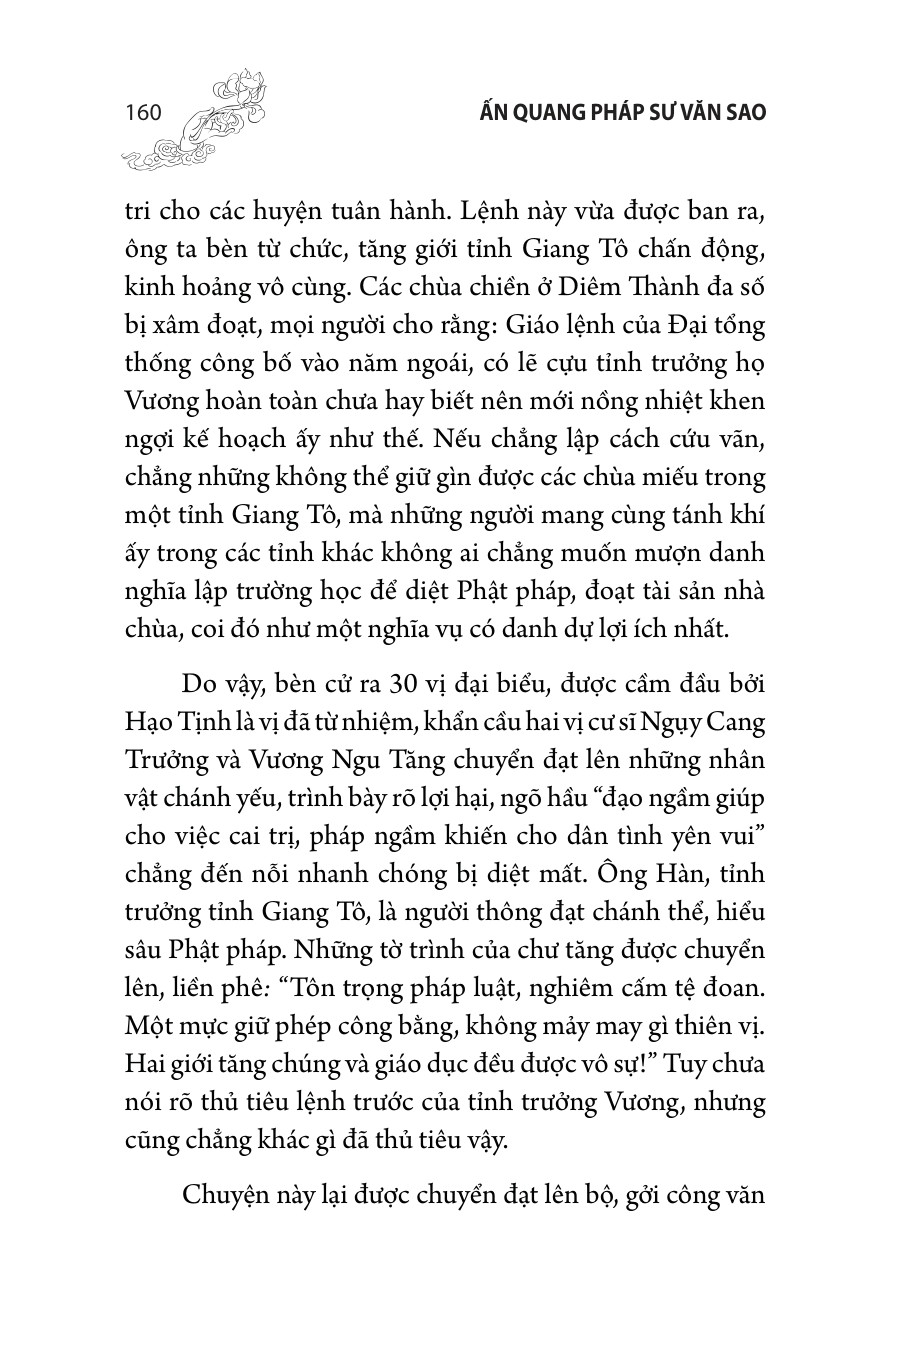 160
ẤN QUANG PHÁP SƯ VĂN SAO
tri cho các huyện tuân hành. Lệnh này vừa được ban ra,
ông ta bèn từ chức, tăng giới tỉnh Giang Tô chấn động,
kinh hoảng vô cùng. Các chùa chiền ở Diêm Thành đa số
bị xâm đoạt, mọi người cho rằng: Giáo lệnh của Đại tổng
thống công bố vào năm ngoái, có lẽ cựu tỉnh trưởng họ
Vương hoàn toàn chưa hay biết nên mới nồng nhiệt khen
ngợi kế hoạch ấy như thế. Nếu chẳng lập cách cứu vãn,
chẳng những không thể giữ gìn được các chùa miếu trong
một tỉnh Giang Tô, mà những người mang cùng tánh khí
ấy trong các tỉnh khác không ai chẳng muốn mượn danh
nghĩa lập trường học để diệt Phật pháp, đoạt tài sản nhà
chùa, coi đó như một nghĩa vụ có danh dự lợi ích nhất.
Do vậy, bèn cử ra 30 vị đại biểu, được cầm đầu bởi
Hạo Tịnh là vị đã từ nhiệm, khẩn cầu hai vị cư sĩ Ngụy Cang
Trưởng và Vương Ngu Tăng chuyển đạt lên những nhân
vật chánh yếu, trình bày rõ lợi hại, ngõ hầu “đạo ngầm giúp
cho việc cai trị, pháp ngầm khiến cho dân tình yên vui”
chẳng đến nỗi nhanh chóng bị diệt mất. Ông Hàn, tỉnh
trưởng tỉnh Giang Tô, là người thông đạt chánh thể, hiểu
sâu Phật pháp. Những tờ trình của chư tăng được chuyển
lên, liền phê: “Tôn trọng pháp luật, nghiêm cấm tệ đoan.
Một mực giữ phép công bằng, không mảy may gì thiên vị.
Hai giới tăng chúng và giáo dục đều được vô sự!” Tuy chưa
nói rõ thủ tiêu lệnh trước của tỉnh trưởng Vương, nhưng
cũng chẳng khác gì đã thủ tiêu vậy.
Chuyện này lại được chuyển đạt lên bộ, gởi công văn